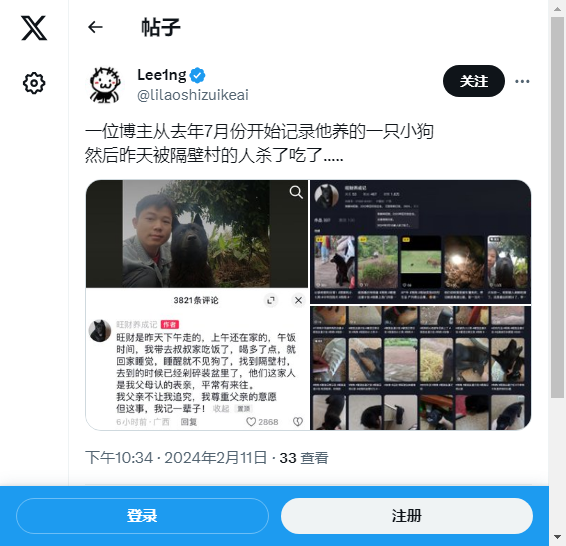 帖子
Lee1ng
@lilaoshizuikeai
关注
一位博主从去年7月份开始记录他养的一只小狗
然后昨天被隔壁村的人杀了吃了.....
3821条评论
旺财养成记 作者
旺财是昨天下午走的，上午还在家的，午饭
时间，我带去叔叔家吃饭了，喝多了点，就
回家睡觉，睡醒就不见狗了，找到隔壁村，
去到的时候已经剁碎装盆里了，他们这家人
是我父母认的表亲，平常有来往。
我父亲不让我追究，我尊重父亲的意愿
但这事，我记一辈子！ 收起 置顶
6小时前 · 广西 回复 2868
旺财养成记
下午10:34 · 2024年2月11日 · 33 查看
登录
注册